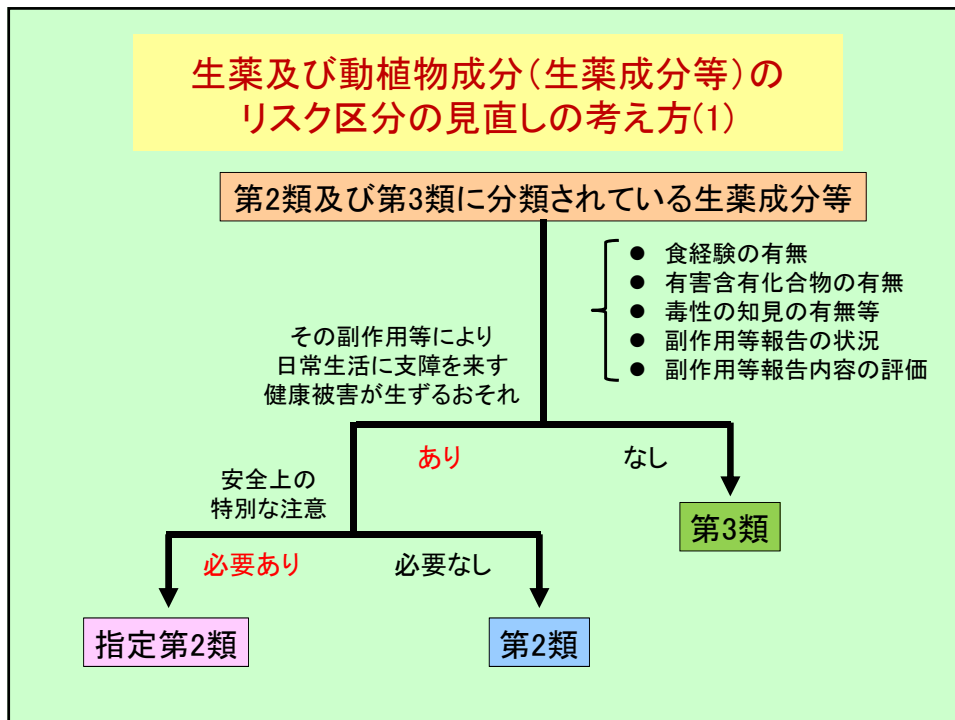 生薬及び動植物成分(生薬成分等)の
リスク区分の見直しの考え方(1)
第2類及び第3類に分類されている生薬成分等
● 食経験の有無
● 有害含有化合物の有無
● 毒性の知見の有無等
● 副作用等報告の状況
● 副作用等報告内容の評価
その副作用等により
日常生活に支障を来す
健康被害が生ずるおそれ
あり
なし
安全上の
特別な注意
第3類
必要あり
必要なし
指定第2類
第2類